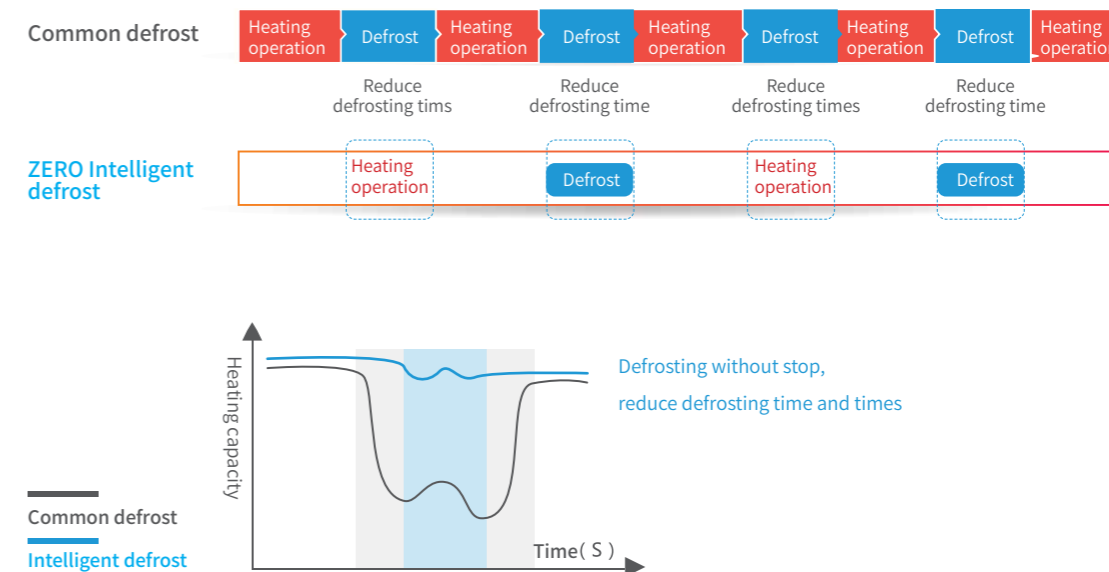 Common defrost
Heating
operation
Defrost
Heating
operation
Defrost
Heating
operation
Defrost
Heating
operation
Defrost
Heating
operation
Reduce
defrosting tims
Reduce
defrosting time
Reduce
defrosting times
Reduce
defrosting time
ZERO Intelligent
defrost
Heating
operation
Defrost
Heating
operation
Defrost
Heating capacity
Defrosting without stop,
reduce defrosting time and times
Time( S )
Common defrost
Intelligent defrost